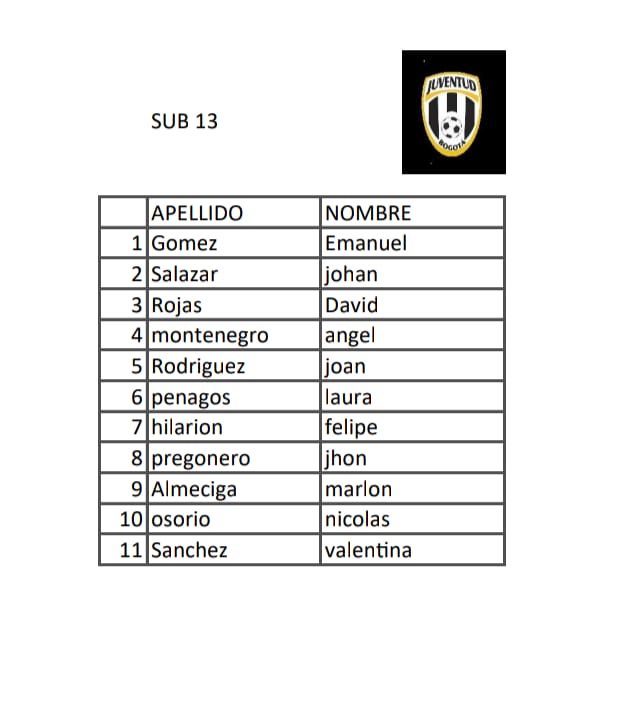 JUVENTUD
BOGOTA
SUB 13
APELLIDO NOMBRE
1 Gomez Emanuel
2 Salazar johan
3 Rojas David
4 montenegro angel
5 Rodriguez joan
6 penagos laura
7 hilarion felipe
8 pregonero jhon
9 Almeciga marlon
10 osorio nicolas
11 Sanchez valentina